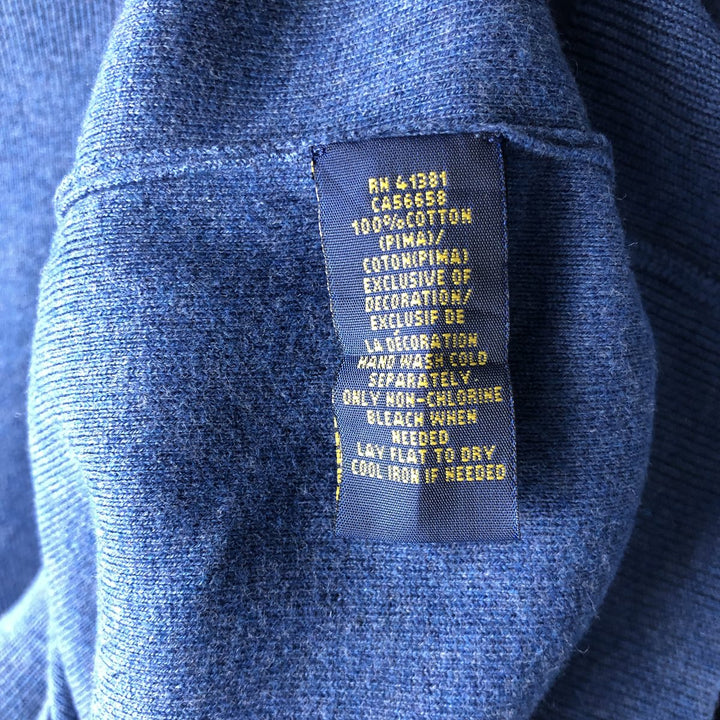 RN 41381
CA56658
100%COTTON
(PIMA)/
COTON(PIMA)
EXCLUSIVE OF
DECORATION/
EXCLUSIF DE
LA DECORATION
HAND WASH COLD
SEPARATELY.
ONLY NON-CHLORINE
BLEACH WHEN
NEEDED
LAY FLAT TO DRY
COOL IRON IF NEEDED